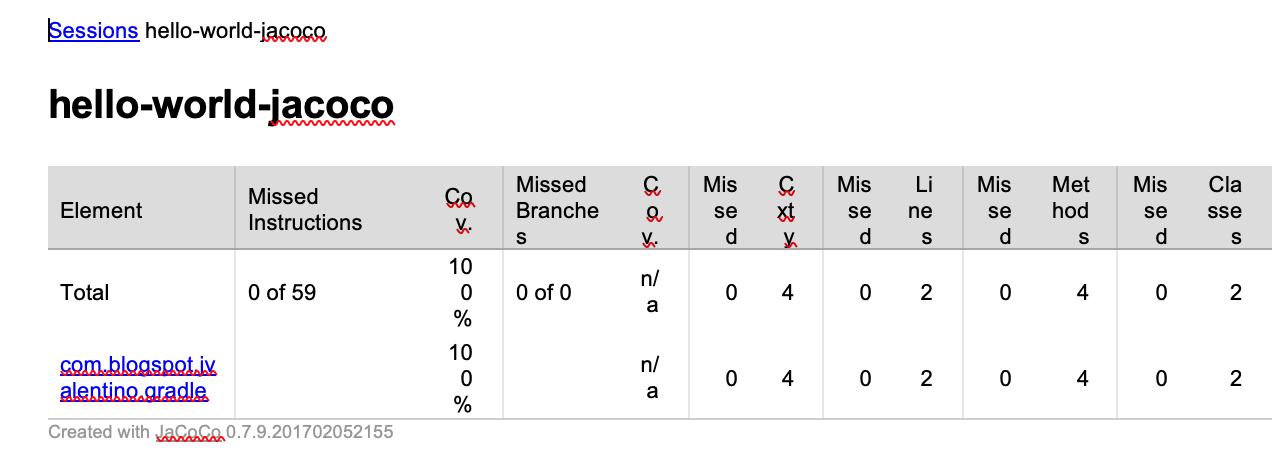 Sessions hello-world-jacoco
hello-world-jacoco
Element Missed Instructions Cov. Missed Branches Cov. Missed Cxty Missed Lines Missed Methods Missed Classes
Total 0 of 59 100% 0 of 0 n/a 0 4 0 2 0 4 0 2
com.blogspot.jvalentino.gradle 100% n/a 0 4 0 2 0 4 0 2
Created with JaCoCo 0.7.9.201702052155